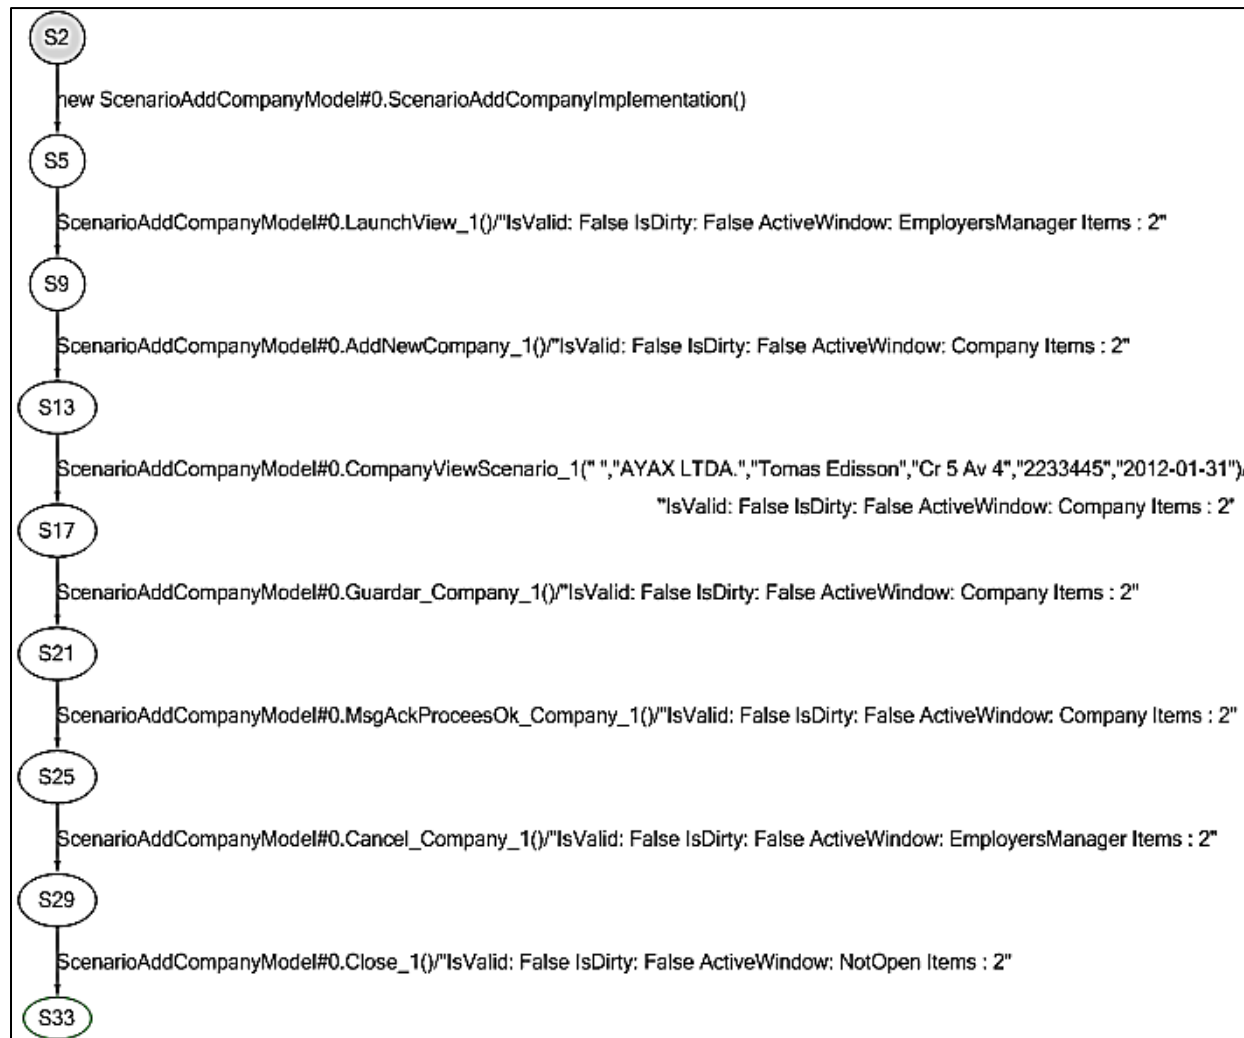 S2
new ScenarioAddCompanyModel#0.ScenarioAddCompanyImplementation()
S5
ScenarioAddCompanyModel#0.LaunchView_1()/"IsValid: False IsDirty: False ActiveWindow: EmployersManager Items : 2"
S9
ScenarioAddCompanyModel#0.AddNewCompany_1()/"IsValid: False IsDirty: False ActiveWindow: Company Items : 2"
S13
ScenarioAddCompanyModel#0.CompanyViewScenario_1(" ","AYAX LTDA.","Tomas Edisson","Cr 5 Av 4","2233445","2012-01-31")/
"IsValid: False IsDirty: False ActiveWindow: Company Items : 2"
S17
ScenarioAddCompanyModel#0.Guardar_Company_1()/"IsValid: False IsDirty: False ActiveWindow: Company Items : 2"
S21
ScenarioAddCompanyModel#0.MsgAckProceesOk_Company_1()/"IsValid: False IsDirty: False ActiveWindow: Company Items : 2"
S25
ScenarioAddCompanyModel#0.Cancel_Company_1()/"IsValid: False IsDirty: False ActiveWindow: EmployersManager Items : 2"
S29
ScenarioAddCompanyModel#0.Close_1()/"IsValid: False IsDirty: False ActiveWindow: NotOpen Items : 2"
S33